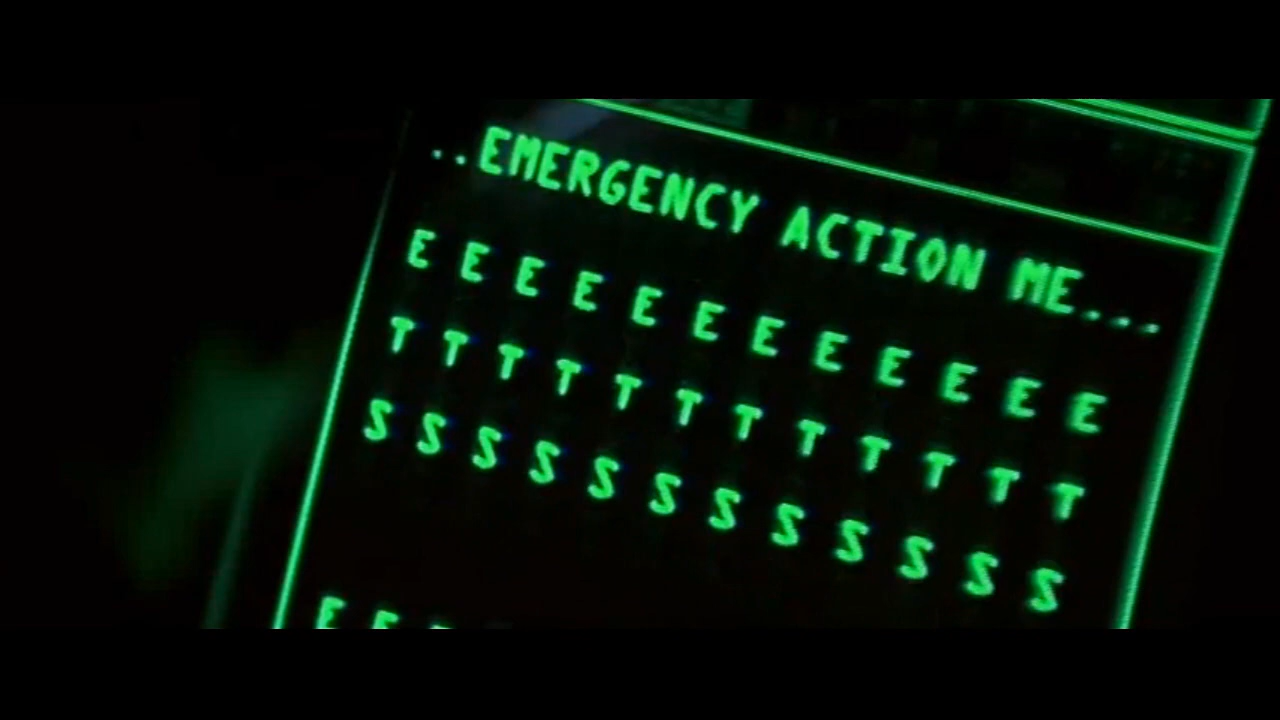 ..EMERGENCY ACTION ME...
E E E E E E E E E E E E
T T T T T T T T T T T T
S S S S S S S S S S S S
E E